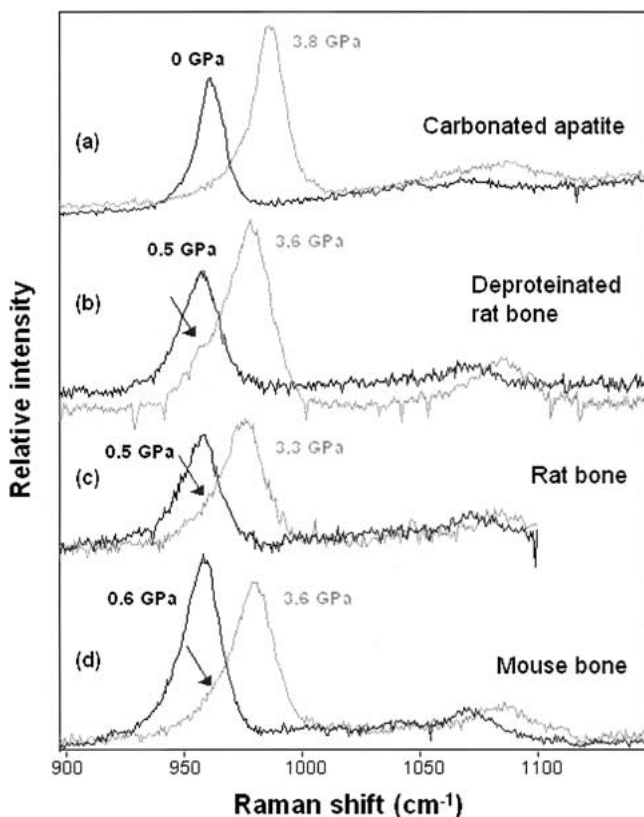 3.8 GPa
0 GPa
(a)
Carbonated apatite
0.5 GPa
3.6 GPa
(b)
Deproteinated
rat bone
(c)
0.5 GPa
3.3 GPa
Rat bone
0.6 GPa
3.6 GPa
(d)
Mouse bone
Relative intensity
900 950 1000 1050 1100
Raman shift (cm⁻¹)